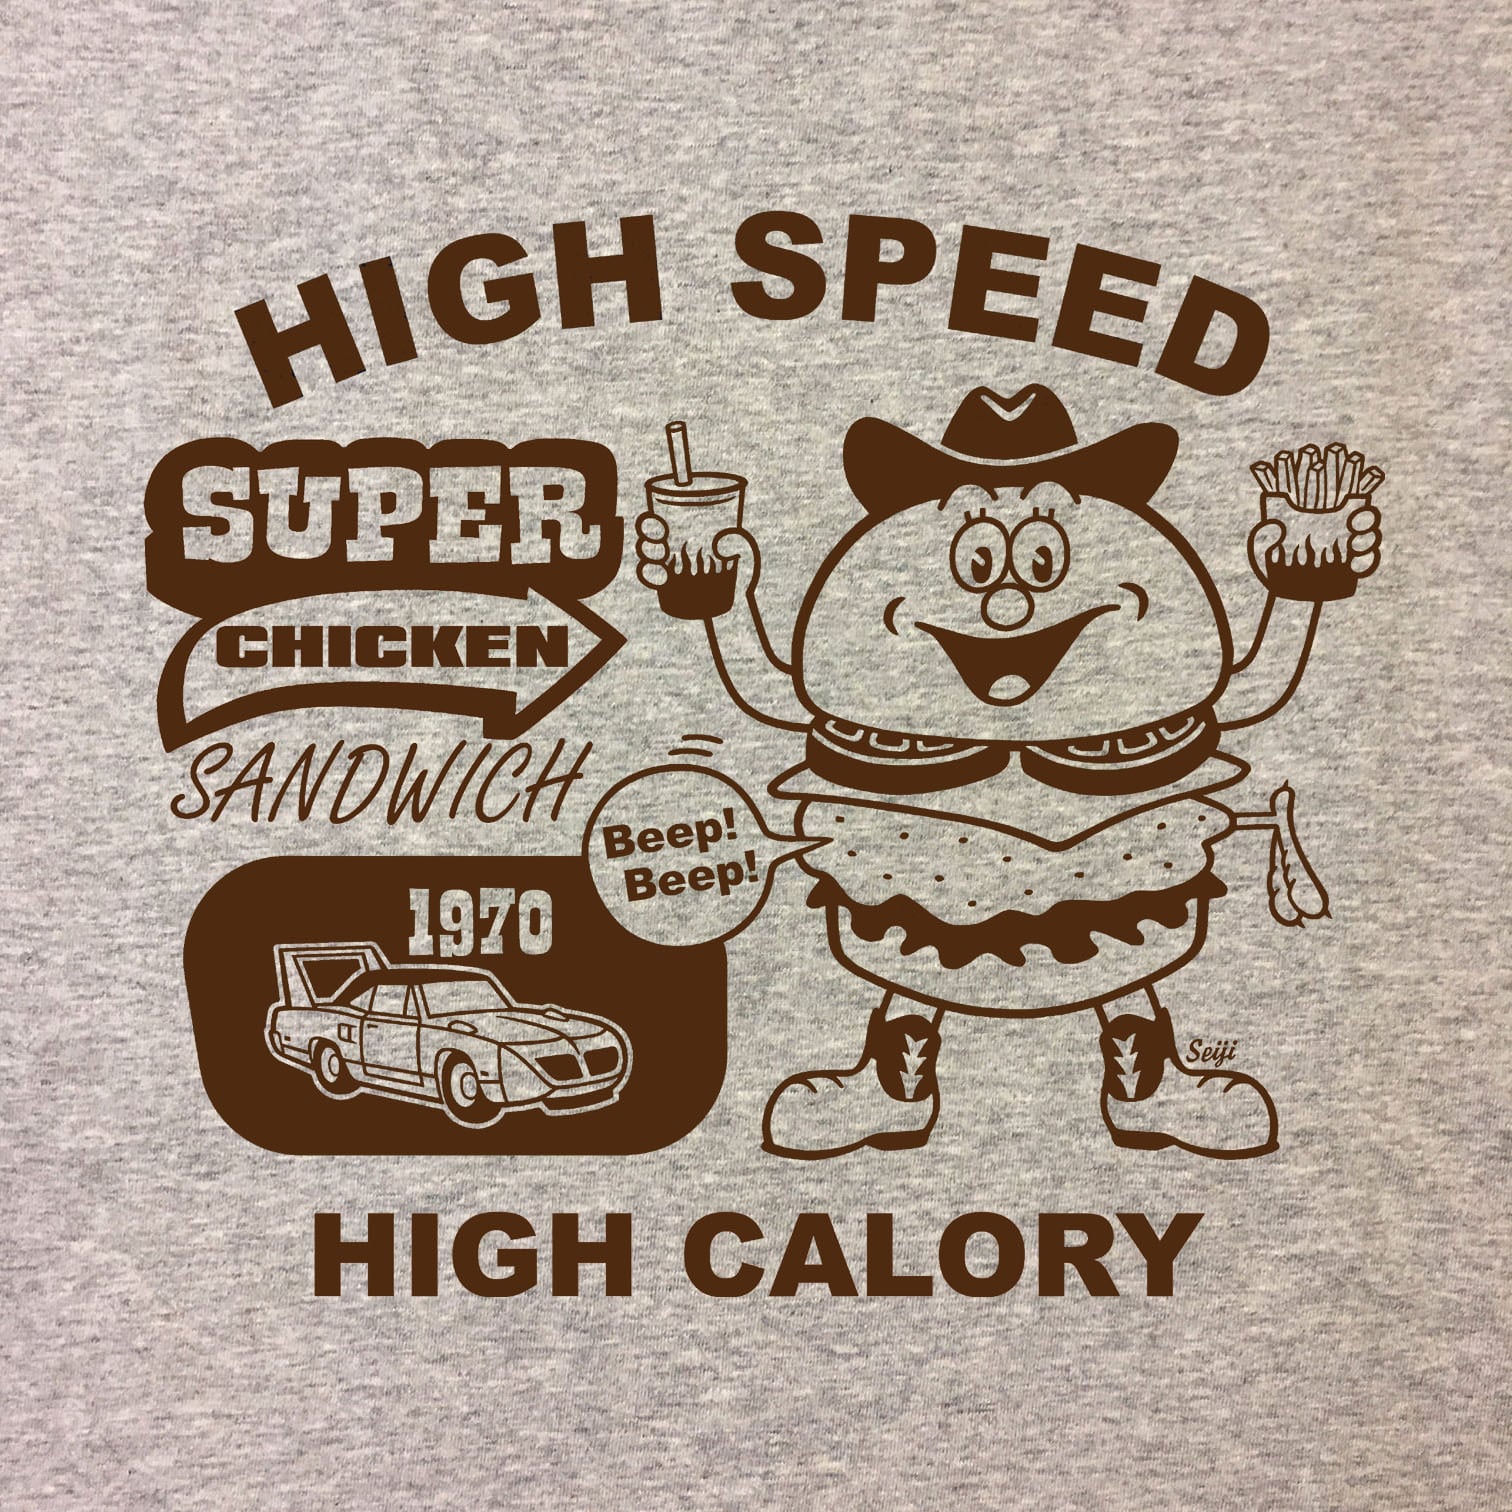 HIGH SPEED
SUPER
CHICKEN
SANDWICH
Beep!
Beep!
1970
Seiji
HIGH CALORY